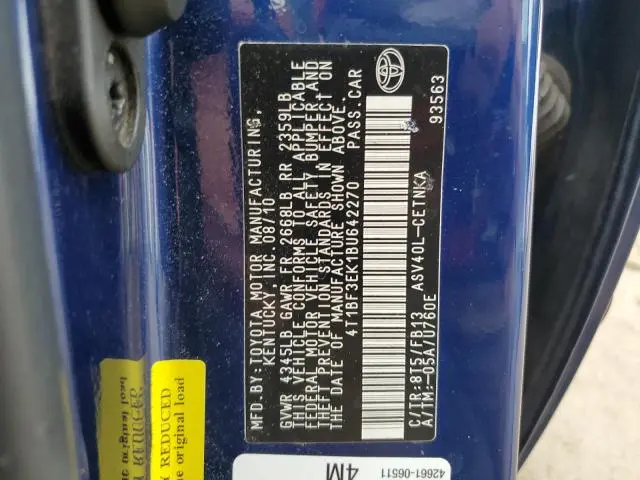 MFD.BY: TOYOTA MOTOR MANUFACTURING,
KENTUCKY, INC. 08/10
GVWR 4345LB GAWR FR 2668LB RR 2359LB
THIS VEHICLE CONFORMS TO ALL APPLICABLE
FEDERAL MOTOR VEHICLE SAFETY, BUMPER, AND
THEFT PREVENTION STANDARDS IN EFFECT ON
THE DATE OF MANUFACTURE SHOWN ABOVE.
4T1BF3EK1BU642270 PASS.CAR
C/TR:8T5/FB13 ASV40L-CETNKA
A/TM:-05A/U760E 93563
REDUCED
e original load
42661-06511
4M